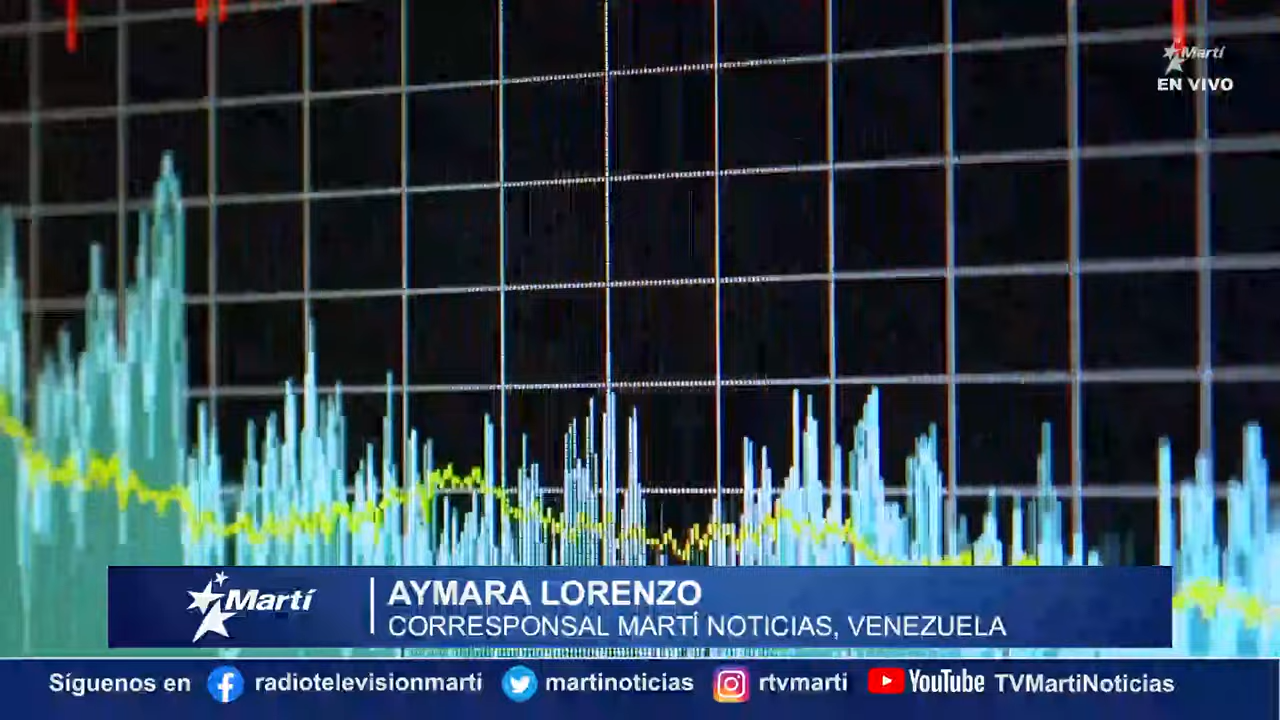 Martí
EN VIVO
Martí
AYMARA LORENZO
CORRESPONSAL MARTÍ NOTICIAS, VENEZUELA
Síguenos en radiotelevisionmarti martinoticias rtvmarti YouTube TVMartiNoticias